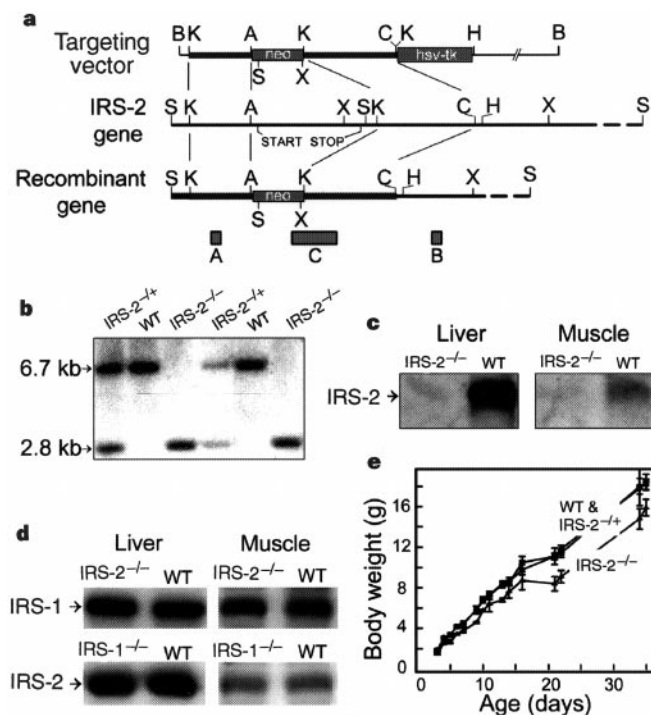 a
B K A K C K H B
Targeting vector
neo hsv-tk
S X
S K A X S K C H X S
IRS-2 gene
START STOP
Recombinant gene
S K A K C H X S
neo
S X
A C B
b
IRS-2-/+ WT IRS-2-/- IRS-2-/+ WT IRS-2-/-
6.7 kb
2.8 kb
c
Liver Muscle
IRS-2-/- WT IRS-2-/- WT
IRS-2
d
Liver Muscle
IRS-2-/- WT IRS-2-/- WT
IRS-1
IRS-1-/- WT IRS-1-/- WT
IRS-2
e
Body weight (g)
16
12
8
4
0
WT & IRS-2-/+
IRS-2-/-
0 10 20 30
Age (days)